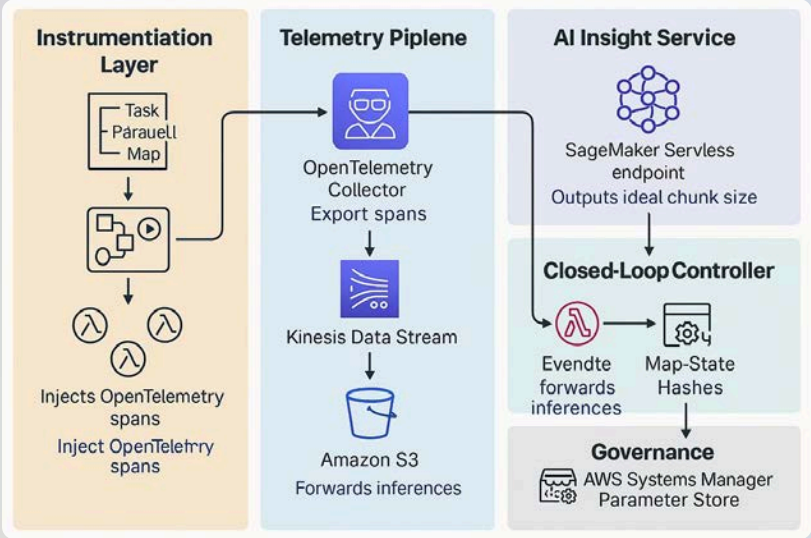 Instrumentiation
Layer
Task
Parauell
Map
Injects OpenTelemetry
spans
Inject OpenTelehtry
spans
Telemetry Piplene
OpenTelemetry
Collector
Export spans
Kinesis Data Stream
Amazon S3
Forwards inferences
AI Insight Service
SageMaker Servless
endpoint
Outputs ideal chunk size
Closed-Loop Controller
Evendte
forwards
inferences
Map-State
Hashes
Governance
AWS Systems Manager
Parameter Store